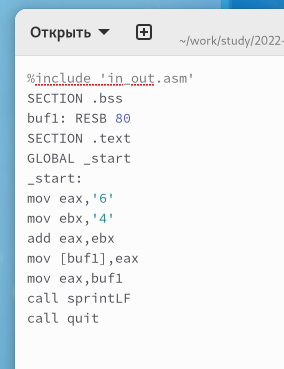 Открыть
~/work/study/2022-
%include 'in_out.asm'
SECTION .bss
buf1: RESB 80
SECTION .text
GLOBAL _start
_start:
mov eax,'6'
mov ebx,'4'
add eax,ebx
mov [buf1],eax
mov eax,buf1
call sprintLF
call quit